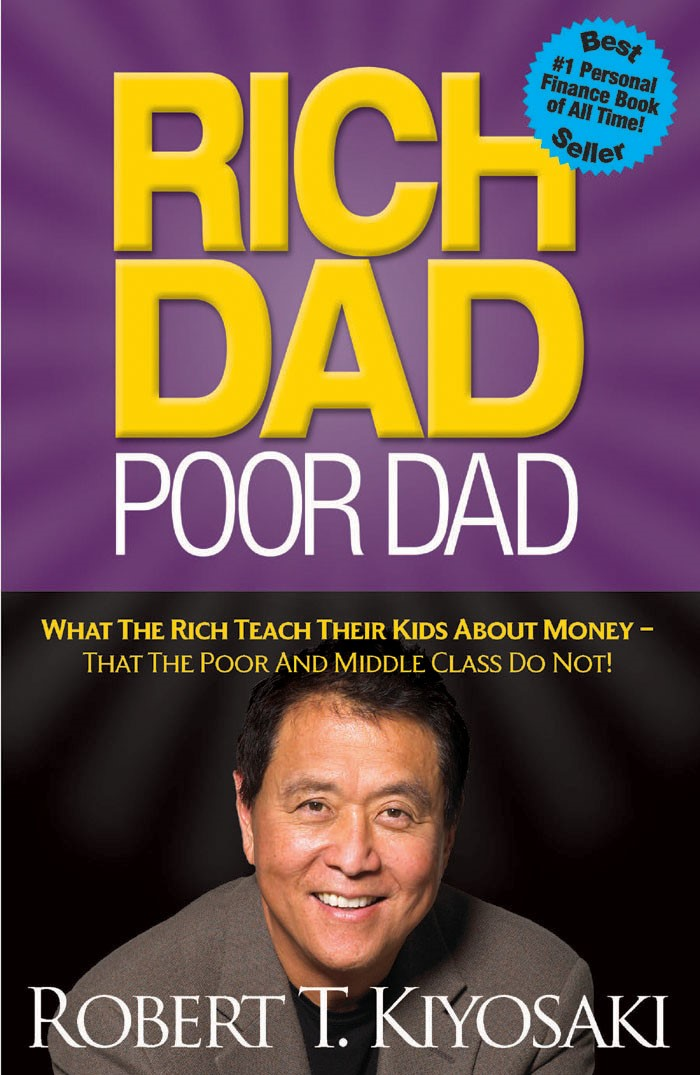 Best
#1 Personal
Finance Book
of All Time!
Seller
RICH
DAD
POOR DAD
WHAT THE RICH TEACH THEIR KIDS ABOUT MONEY –
THAT THE POOR AND MIDDLE CLASS DO NOT!
ROBERT T. KIYOSAKI